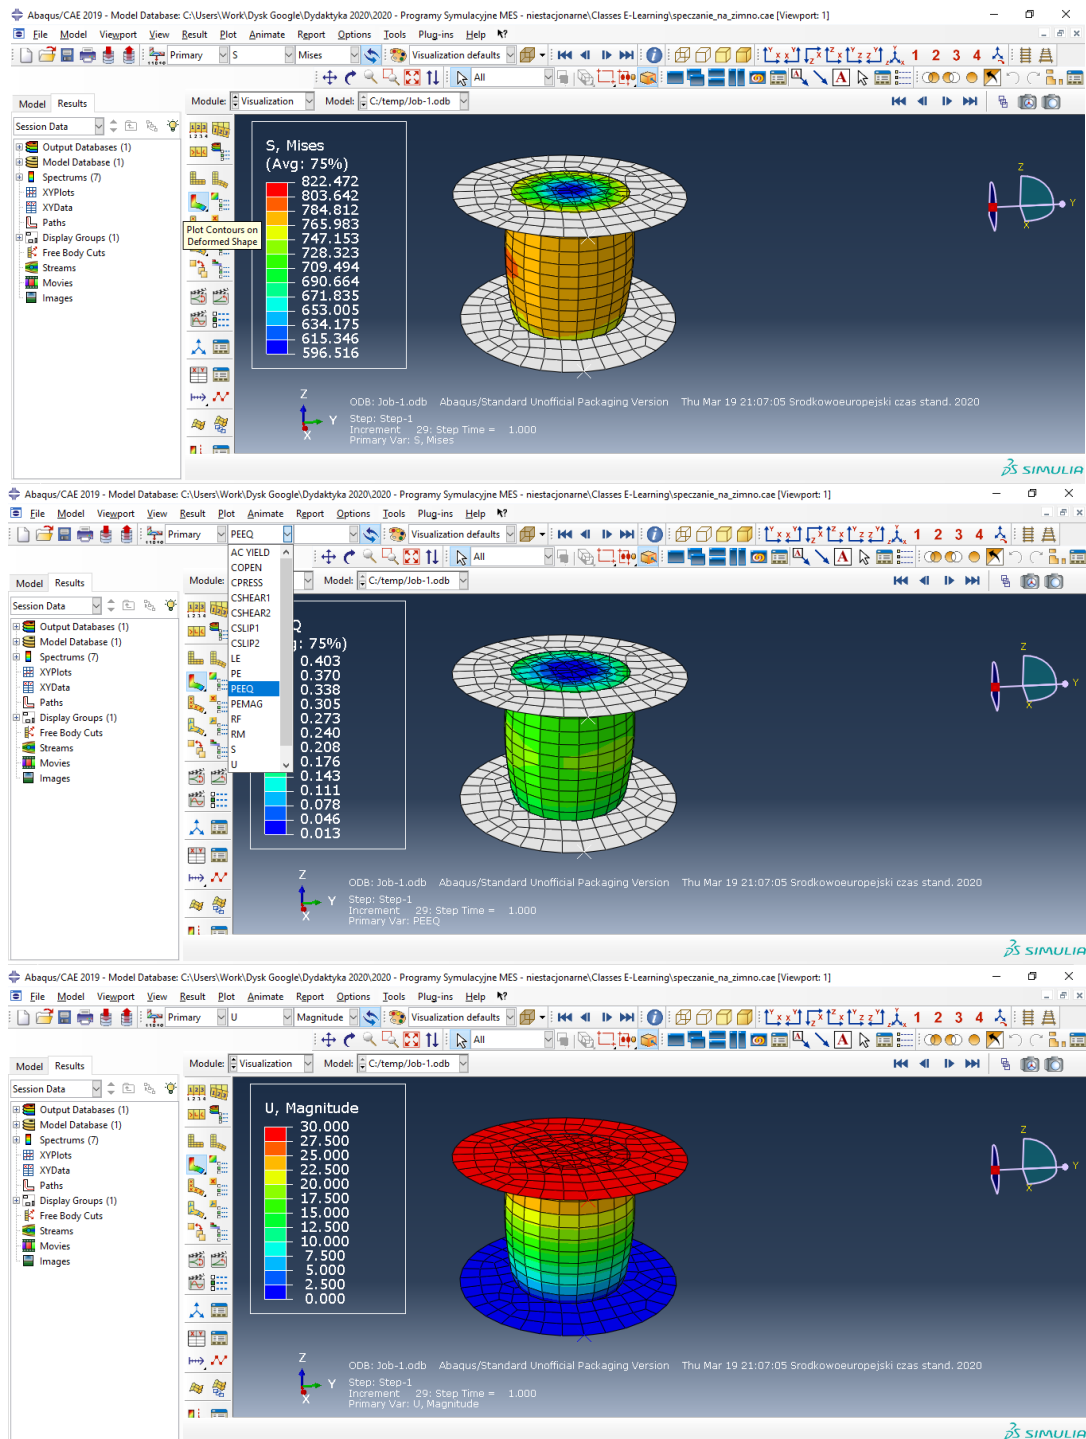 Abaqus/CAE 2019 - Model Database: C:\Users\Work\Dysk Google\Dydaktyka 2020\2020 - Programy Symulacyjne MES - niestacjonarne\Classes E-Learning\speczanie_na_zimno.cae [Viewport: 1]
File Model Viewport View Result Plot Animate Report Options Tools Plug-ins Help
Primary S Mises Visualization defaults 1 2 3 4
All
Model Results Module: Visualization Model: C:/temp/Job-1.odb
Session Data
Output Databases (1)
Model Database (1)
Spectrums (7)
XYPlots
XYData
Paths
Display Groups (1)
Free Body Cuts
Streams
Movies
Images
Plot Contours on
Deformed Shape
S, Mises
(Avg: 75%)
822.472
803.642
784.812
765.983
747.153
728.323
709.494
690.664
671.835
653.005
634.175
615.346
596.516
Z
Y
X
Z
Y
X
ODB: Job-1.odb Abaqus/Standard Unofficial Packaging Version Thu Mar 19 21:07:05 Srodkowoeuropejski czas stand. 2020
Step: Step-1
Increment 29: Step Time = 1.000
Primary Var: S, Mises
SIMULIA
Abaqus/CAE 2019 - Model Database: C:\Users\Work\Dysk Google\Dydaktyka 2020\2020 - Programy Symulacyjne MES - niestacjonarne\Classes E-Learning\speczanie_na_zimno.cae [Viewport: 1]
File Model Viewport View Result Plot Animate Report Options Tools Plug-ins Help
Primary PEEQ Visualization defaults 1 2 3 4
All
Model Results Module: Model: C:/temp/Job-1.odb
Session Data
Output Databases (1)
Model Database (1)
Spectrums (7)
XYPlots
XYData
Paths
Display Groups (1)
Free Body Cuts
Streams
Movies
Images
AC YIELD
COPEN
CPRESS
CSHEAR1
CSHEAR2
CSLIP1
CSLIP2
LE
PE
PEEQ
PEMAG
RF
RM
S
U
Q
: 75%)
0.403
0.370
0.338
0.305
0.273
0.240
0.208
0.176
0.143
0.111
0.078
0.046
0.013
Z
Y
X
Z
Y
X
ODB: Job-1.odb Abaqus/Standard Unofficial Packaging Version Thu Mar 19 21:07:05 Srodkowoeuropejski czas stand. 2020
Step: Step-1
Increment 29: Step Time = 1.000
Primary Var: PEEQ
SIMULIA
Abaqus/CAE 2019 - Model Database: C:\Users\Work\Dysk Google\Dydaktyka 2020\2020 - Programy Symulacyjne MES - niestacjonarne\Classes E-Learning\speczanie_na_zimno.cae [Viewport: 1]
File Model Viewport View Result Plot Animate Report Options Tools Plug-ins Help
Primary U Magnitude Visualization defaults 1 2 3 4
All
Model Results Module: Visualization Model: C:/temp/Job-1.odb
Session Data
Output Databases (1)
Model Database (1)
Spectrums (7)
XYPlots
XYData
Paths
Display Groups (1)
Free Body Cuts
Streams
Movies
Images
U, Magnitude
30.000
27.500
25.000
22.500
20.000
17.500
15.000
12.500
10.000
7.500
5.000
2.500
0.000
Z
Y
X
Z
Y
X
ODB: Job-1.odb Abaqus/Standard Unofficial Packaging Version Thu Mar 19 21:07:05 Srodkowoeuropejski czas stand. 2020
Step: Step-1
Increment 29: Step Time = 1.000
Primary Var: U, Magnitude
SIMULIA